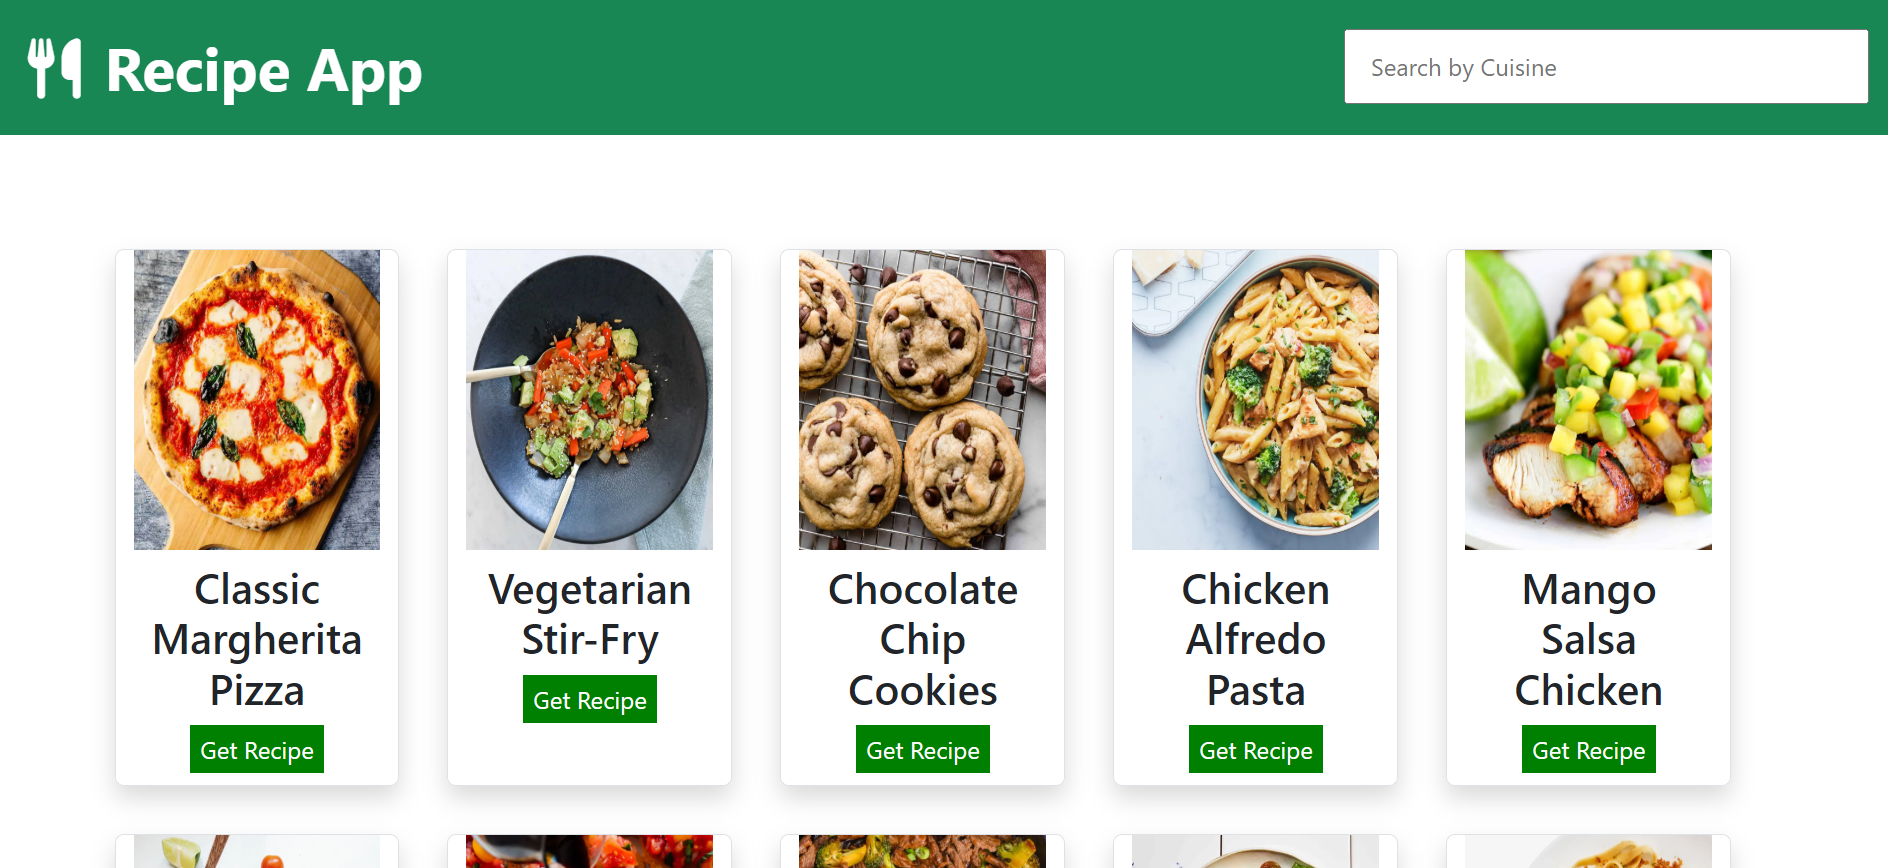 Recipe App
Search by Cuisine
Classic
Margherita
Pizza
Get Recipe
Vegetarian
Stir-Fry
Get Recipe
Chocolate
Chip
Cookies
Get Recipe
Chicken
Alfredo
Pasta
Get Recipe
Mango
Salsa
Chicken
Get Recipe